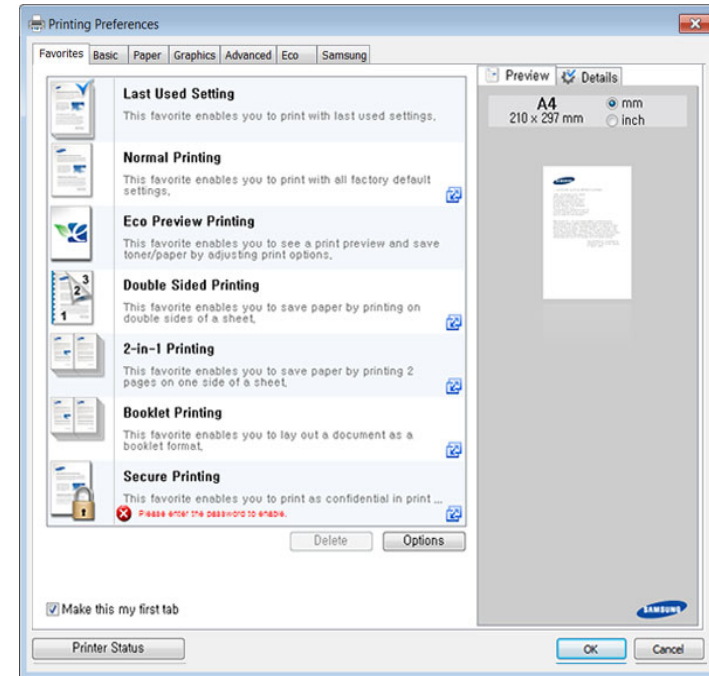 Printing Preferences
Favorites Basic Paper Graphics Advanced Eco Samsung
Last Used Setting
This favorite enables you to print with last used settings.
Normal Printing
This favorite enables you to print with all factory default
settings.
Eco Preview Printing
This favorite enables you to see a print preview and save
toner/paper by adjusting print options.
Double Sided Printing
This favorite enables you to save paper by printing on
double sides of a sheet.
2-in-1 Printing
This favorite enables you to save paper by printing 2
pages on one side of a sheet.
Booklet Printing
This favorite enables you to lay out a document as a
booklet format.
Secure Printing
This favorite enables you to print as confidential in print ...
Please enter the password to enable.
Delete Options
Make this my first tab
Printer Status
Preview Details
A4
210 x 297 mm
mm
inch
SAMSUNG
OK Cancel
1 2 3